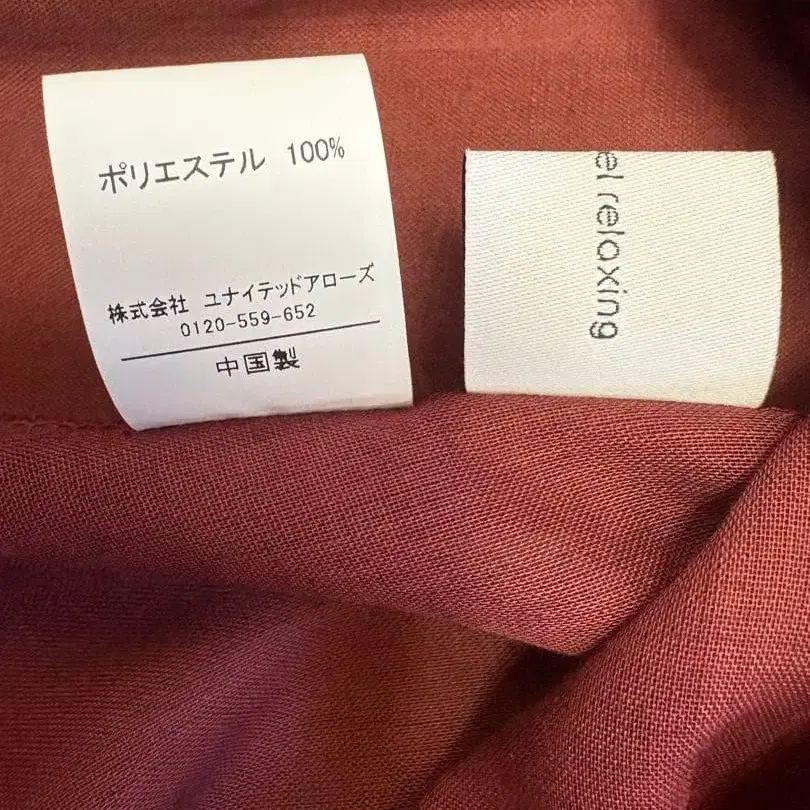 ポリエステル 100%
株式会社 ユナイテッドアローズ
0120-559-652
中国製
el relaxing